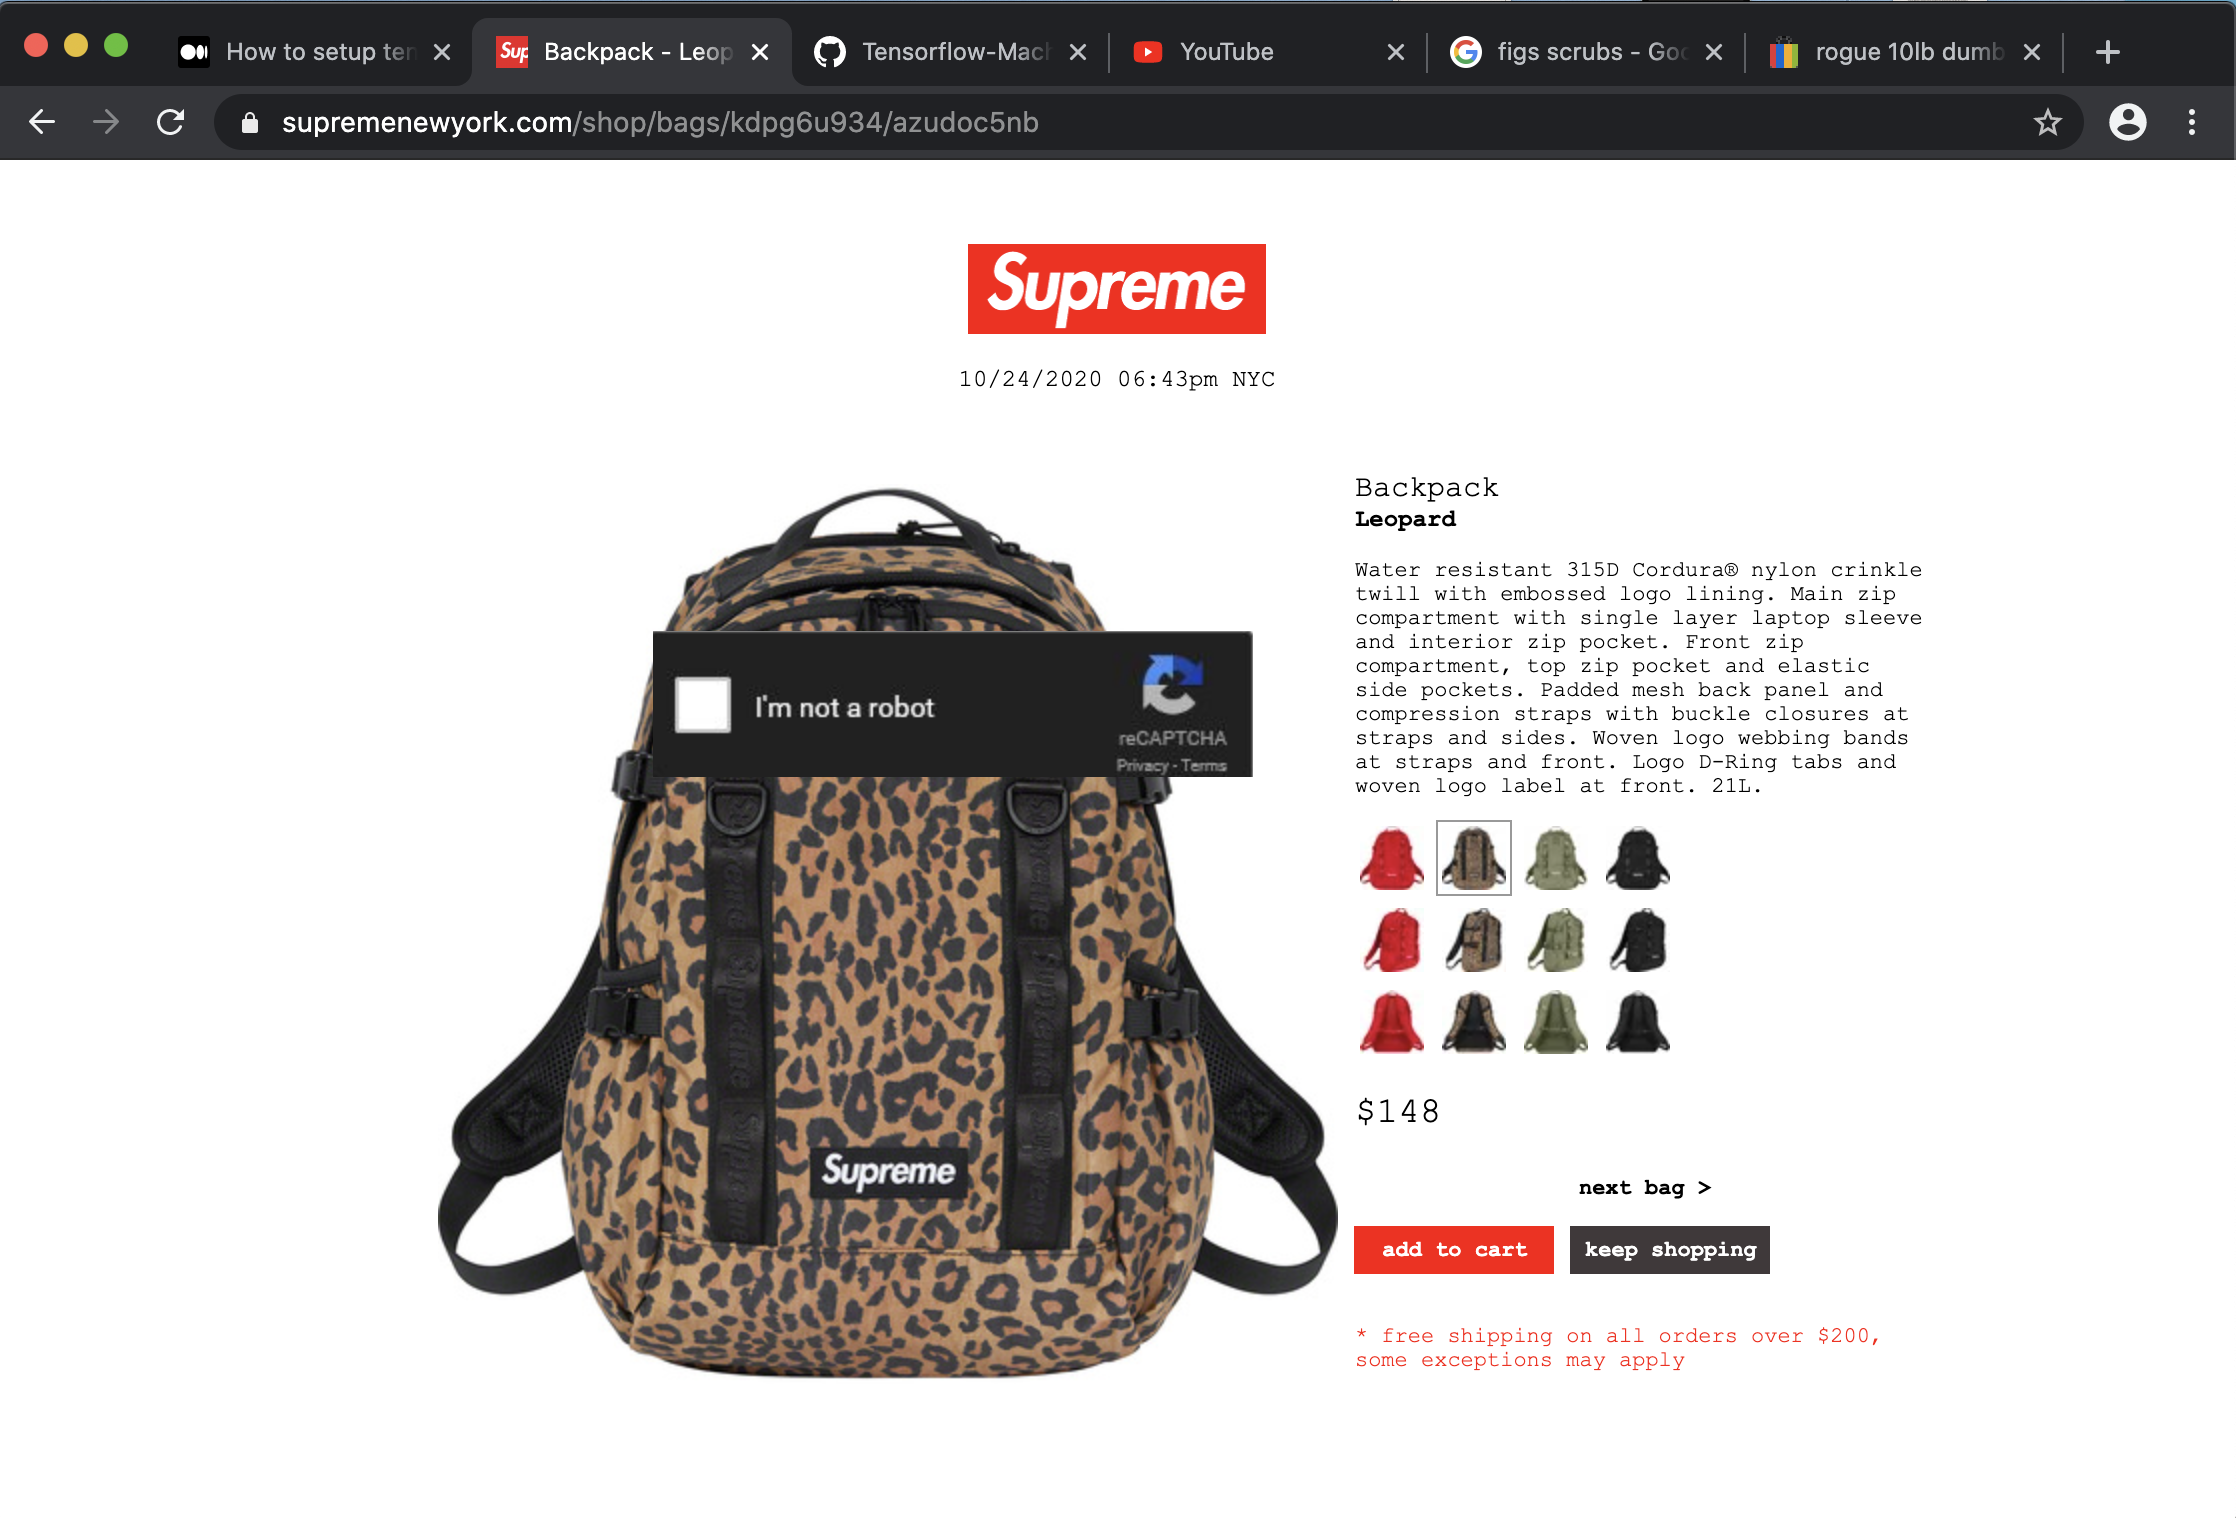 How to setup ten
Sup
Backpack - Leop
Tensorflow-Mach
YouTube
figs scrubs - Goo
rogue 10lb dumb
supremenewyork.com/shop/bags/kdpg6u934/azudoc5nb
Supreme
10/24/2020 06:43pm NYC
Backpack
Leopard
Water resistant 315D Cordura® nylon crinkle
twill with embossed logo lining. Main zip
compartment with single layer laptop sleeve
and interior zip pocket. Front zip
compartment, top zip pocket and elastic
side pockets. Padded mesh back panel and
compression straps with buckle closures at
straps and sides. Woven logo webbing bands
at straps and front. Logo D-Ring tabs and
woven logo label at front. 21L.
I'm not a robot
reCAPTCHA
Privacy - Terms
Supreme
Supreme
Supreme
Supreme
Supreme
Supreme
Supreme
$148
next bag >
add to cart
keep shopping
* free shipping on all orders over $200,
some exceptions may apply